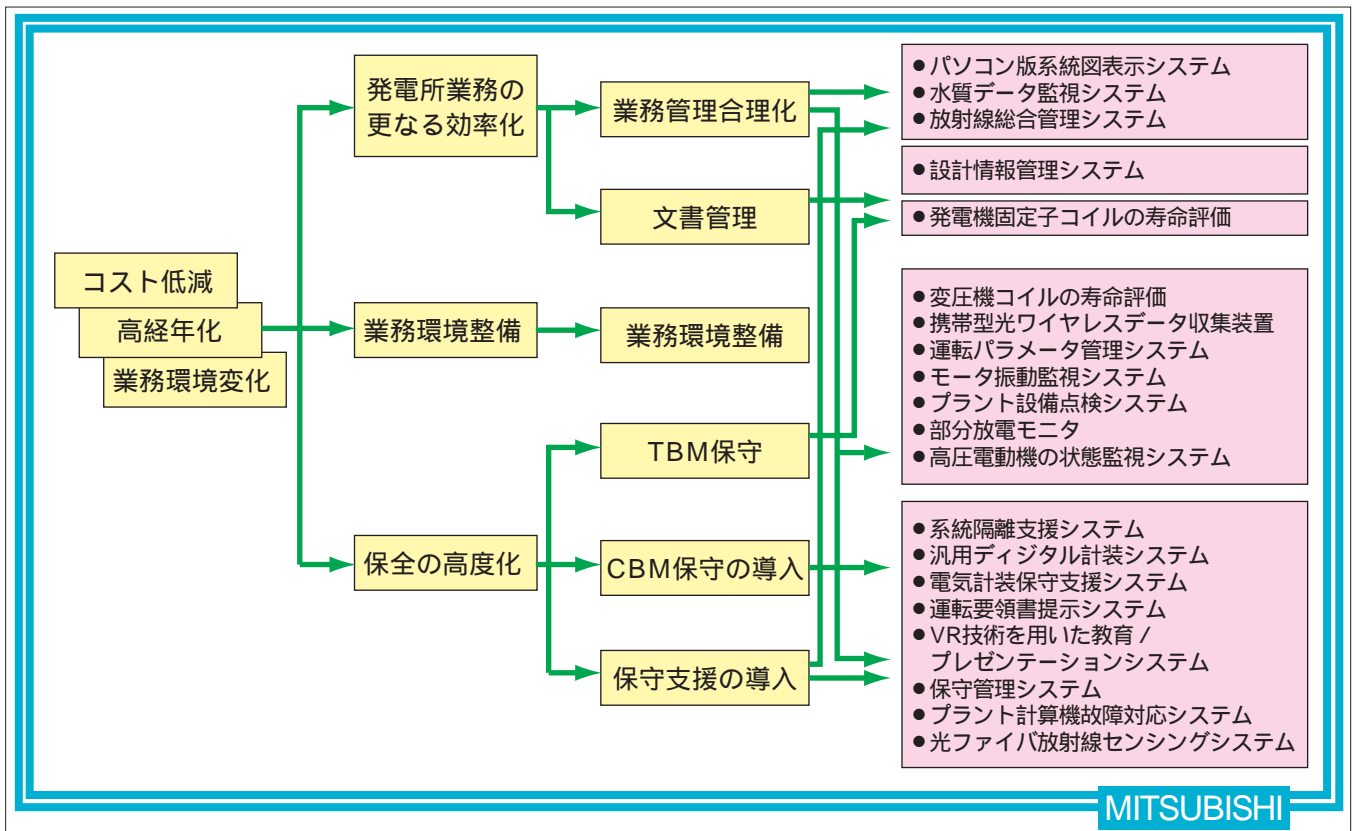 コスト低減
高経年化
業務環境変化
発電所業務の
更なる効率化
業務環境整備
保全の高度化
業務管理合理化
文書管理
業務環境整備
TBM保守
CBM保守の導入
保守支援の導入
●パソコン版系統図表示システム
●水質データ監視システム
●放射線総合管理システム
●設計情報管理システム
●発電機固定子コイルの寿命評価
●変圧機コイルの寿命評価
●携帯型光ワイヤレスデータ収集装置
●運転パラメータ管理システム
●モータ振動監視システム
●プラント設備点検システム
●部分放電モニタ
●高圧電動機の状態監視システム
●系統隔離支援システム
●汎用ディジタル計装システム
●電気計装保守支援システム
●運転要領書提示システム
●VR技術を用いた教育 /
プレゼンテーションシステム
●保守管理システム
●プラント計算機故障対応システム
●光ファイバ放射線センシングシステム
MITSUBISHI